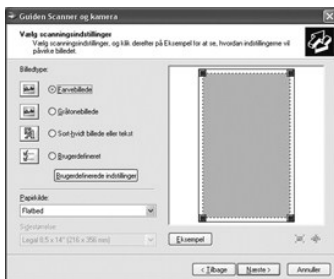 Guiden Scanner og kamera
Vælg scanningsindstillinger
Vælg scanningsindstillinger, og klik derefter på Eksempel for at se, hvordan indstillingerne vil
påvirke billedet.
Billedtype:
Farvebillede
Gråtonebillede
Sort-hvidt billede eller tekst
Brugerdefineret
Brugerdefinerede indstillinger
Papirkilde:
Flatbed
Sidestørrelse:
Legal 8,5 x 14" (216 x 356 mm)
Eksempel
< Tilbage
Næste >
Annuller